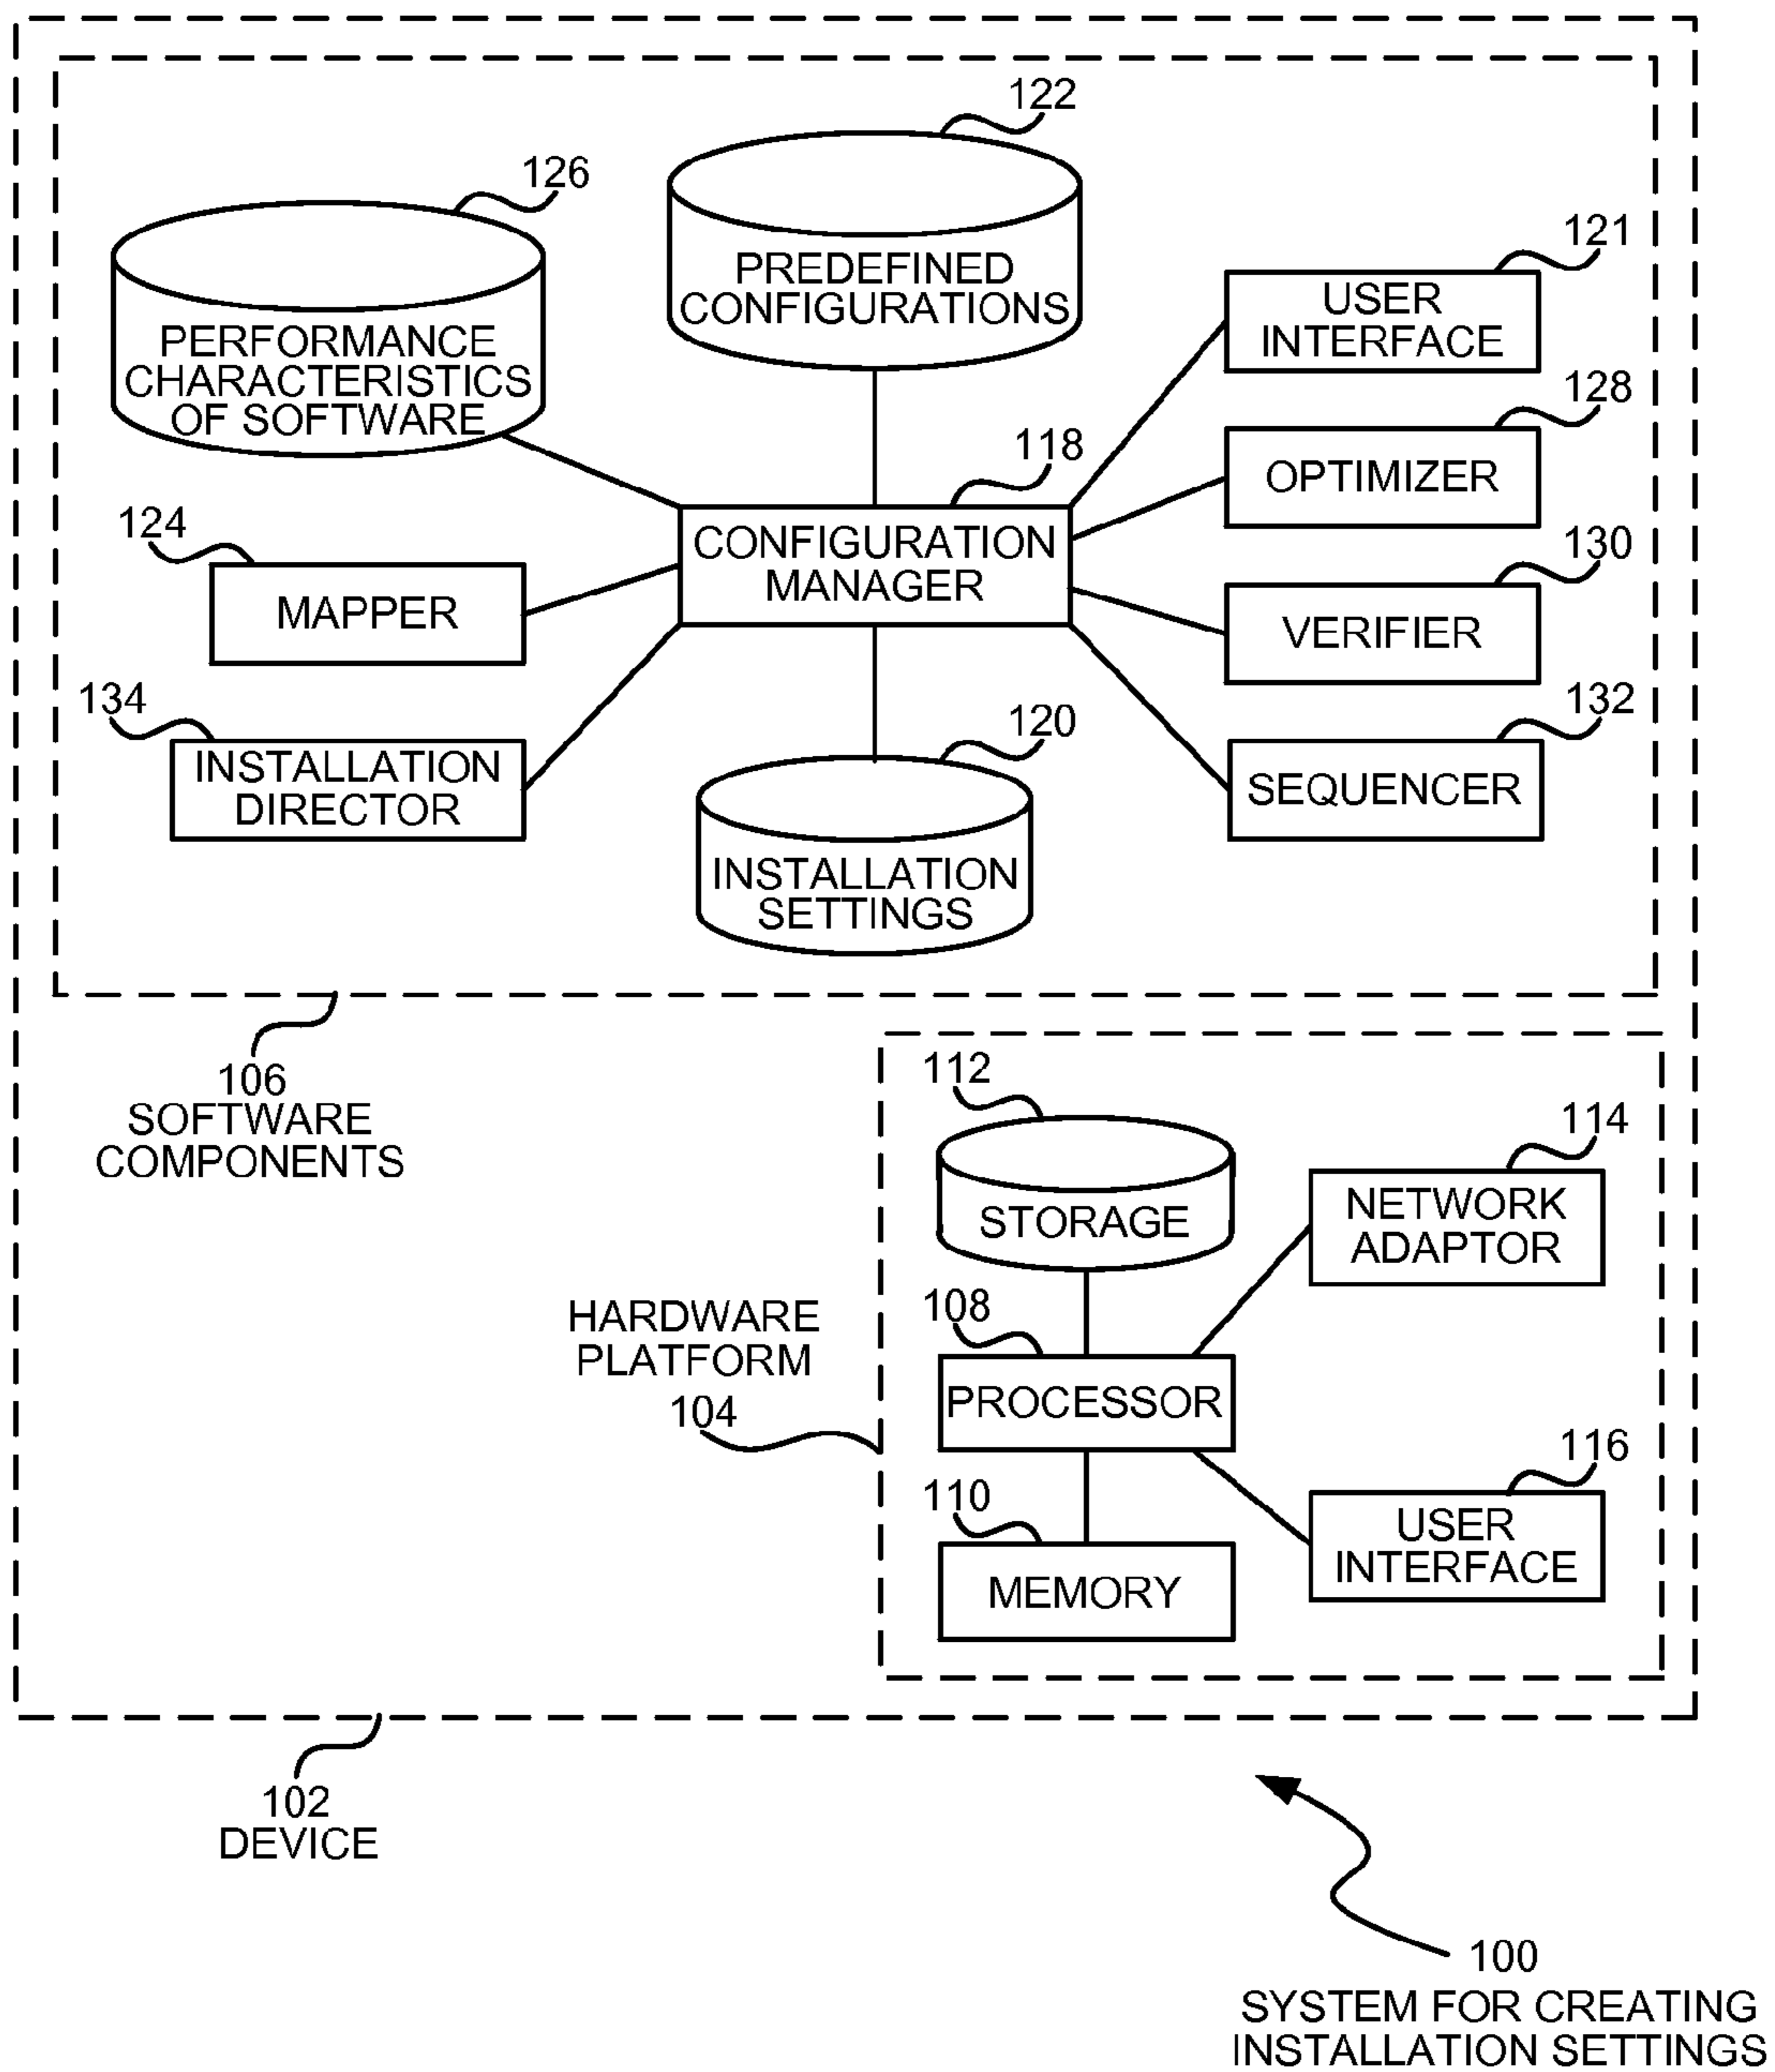 122
126
PREDEFINED
CONFIGURATIONS
PERFORMANCE
CHARACTERISTICS
OF SOFTWARE
121
USER
INTERFACE
128
OPTIMIZER
118
CONFIGURATION
MANAGER
124
MAPPER
130
VERIFIER
134
INSTALLATION
DIRECTOR
120
INSTALLATION
SETTINGS
132
SEQUENCER
106
SOFTWARE
COMPONENTS
112
STORAGE
114
NETWORK
ADAPTOR
HARDWARE
PLATFORM
104
108
PROCESSOR
116
USER
INTERFACE
110
MEMORY
102
DEVICE
100
SYSTEM FOR CREATING
INSTALLATION SETTINGS